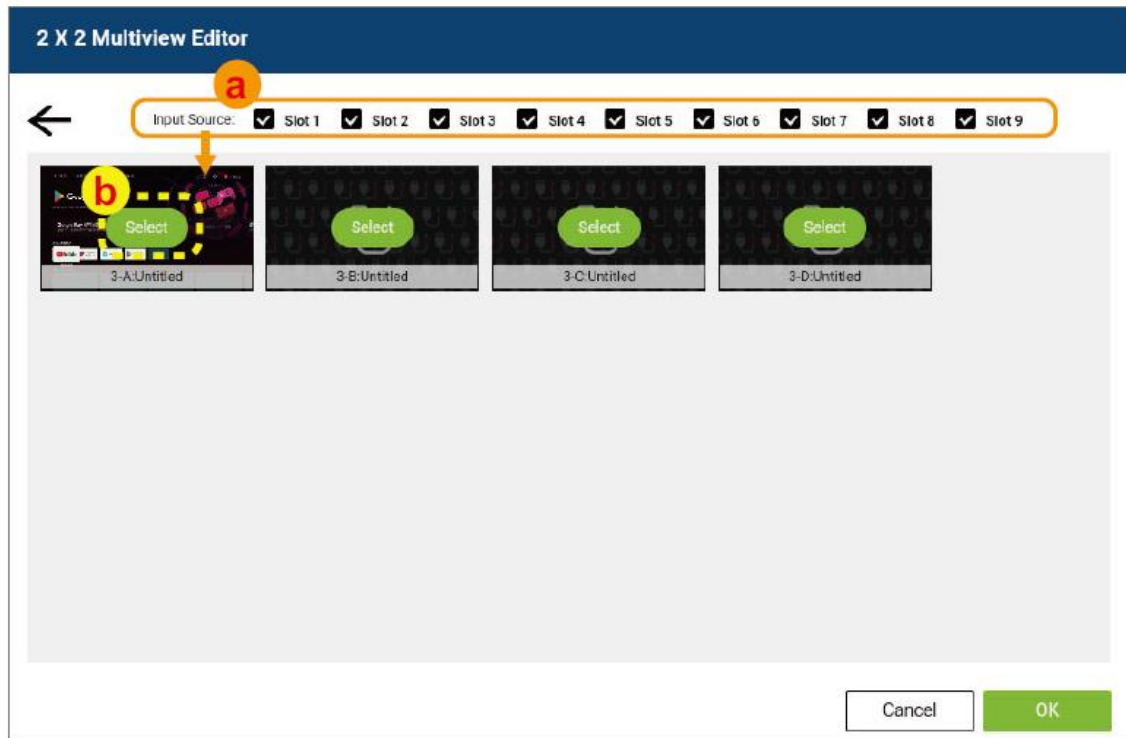 2 X 2 Multiview Editor
a
Input Source: Slot 1 Slot 2 Slot 3 Slot 4 Slot 5 Slot 6 Slot 7 Slot 8 Slot 9
b
Select Select Select Select
3-A:Untitled 3-B:Untitled 3-C:Untitled 3-D:Untitled
Cancel OK